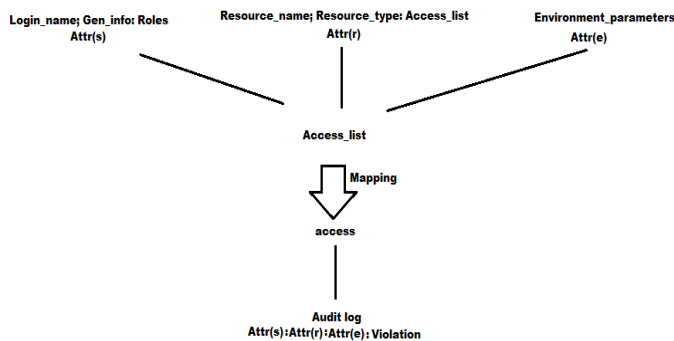 Login_name; Gen_info: Roles
Attr(s)
Resource_name; Resource_type: Access_list
Attr(r)
Environment_parameters
Attr(e)
Access_list
Mapping
access
Audit log
Attr(s):Attr(r):Attr(e): Violation